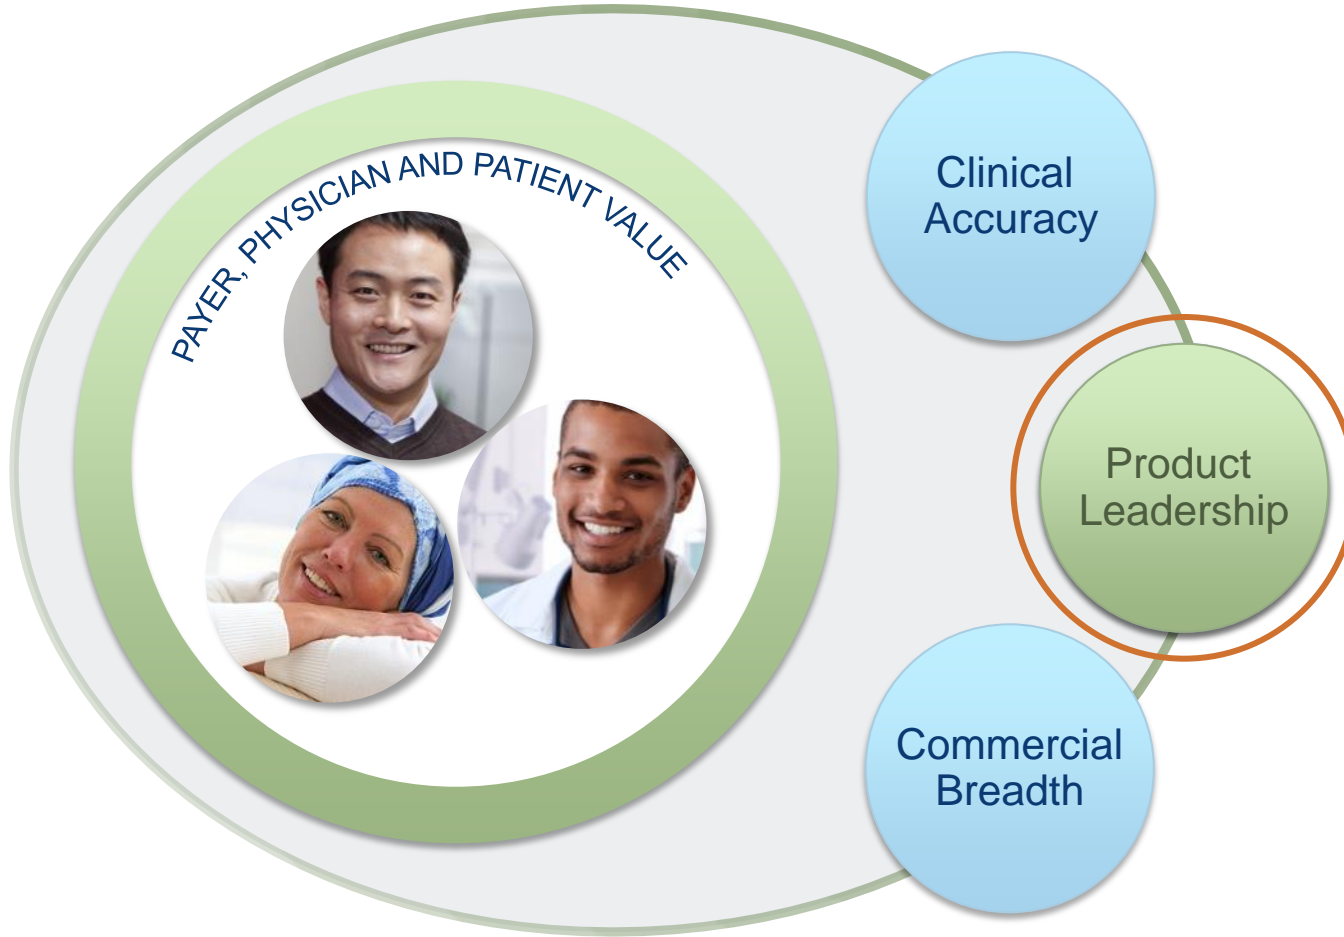 PAYER, PHYSICIAN AND PATIENT VALUE
Clinical
Accuracy
Product
Leadership
Commercial
Breadth